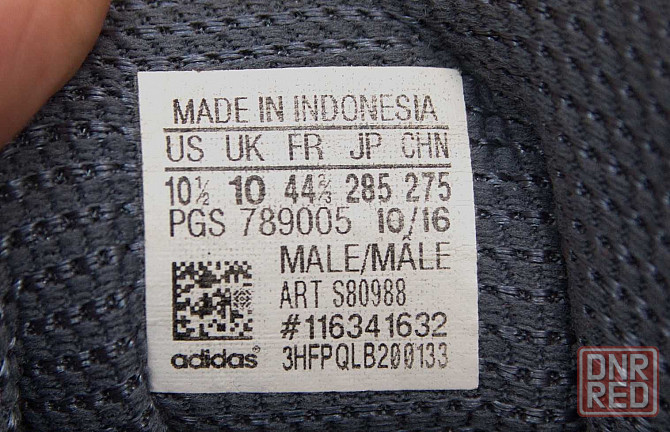 MADE IN INDONESIA
US UK FR JP CHN
10½ 10 44⅔ 285 275
PGS 789005 10/16
MALE/MÂLE
ART S80988
#116341632
adidas® 3HFPQLB200133
DNR
RED